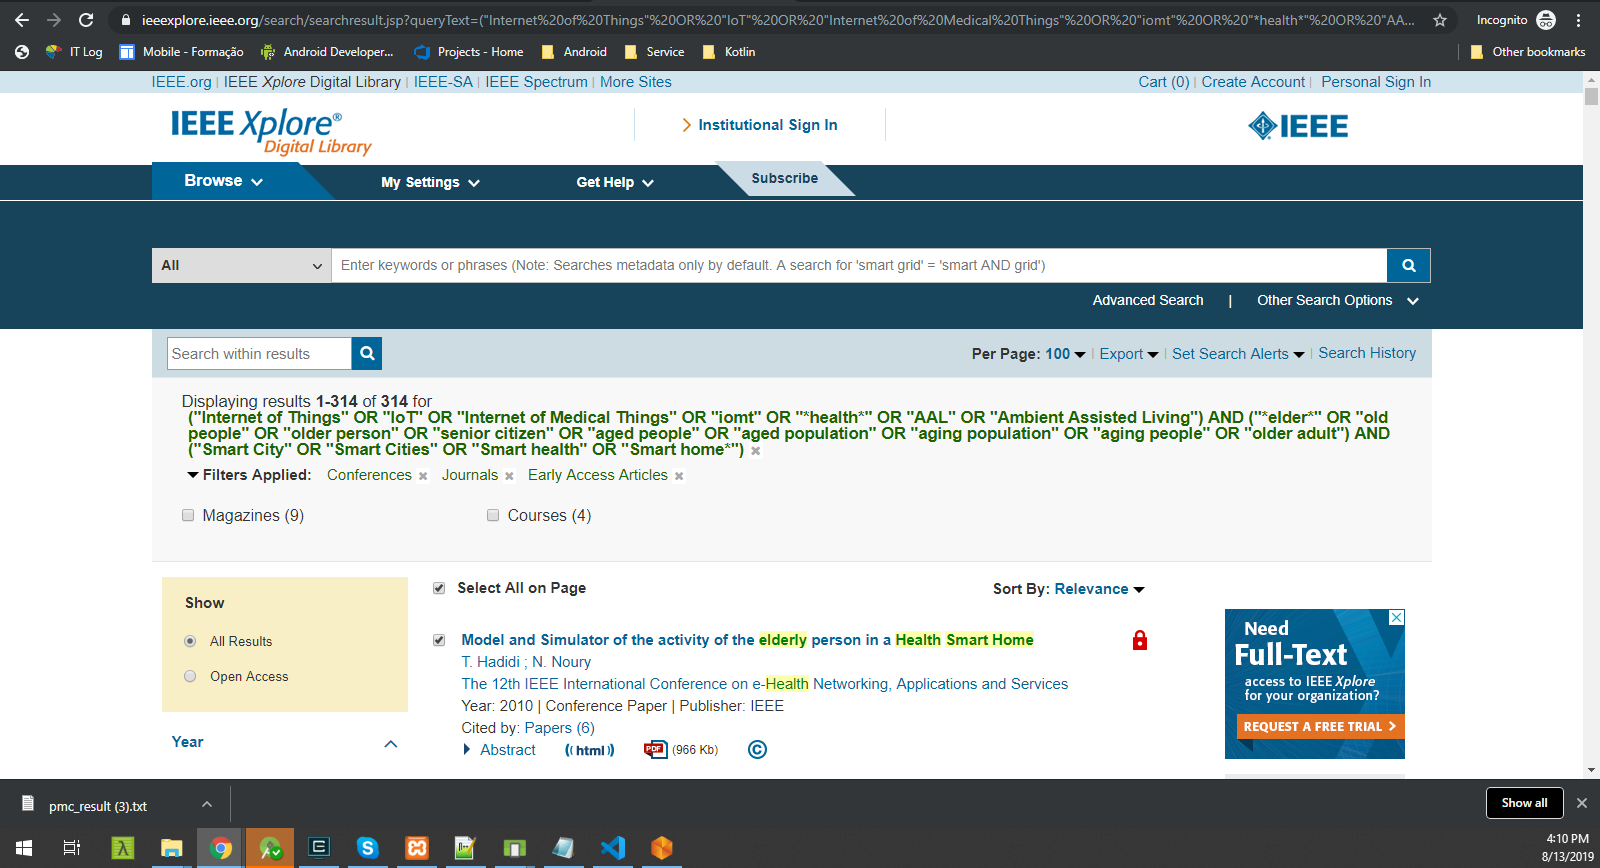 ieeexplore.ieee.org/search/searchresult.jsp?queryText=("Internet%20of%20Things"%20OR%20"IoT"%20OR%20"Internet%20of%20Medical%20Things"%20OR%20"iomt"%20OR%20"*health*"%20OR%20"AA...
Incognito
IT Log
Mobile - Formação
Android Developer...
Projects - Home
Android
Service
Kotlin
Other bookmarks
IEEE.org | IEEE Xplore Digital Library | IEEE-SA | IEEE Spectrum | More Sites
Cart (0) | Create Account | Personal Sign In
IEEE Xplore®
Digital Library
Institutional Sign In
IEEE
Browse
My Settings
Get Help
Subscribe
All
Enter keywords or phrases (Note: Searches metadata only by default. A search for 'smart grid' = 'smart AND grid')
Advanced Search | Other Search Options
Search within results
Per Page: 100 | Export | Set Search Alerts | Search History
Displaying results 1-314 of 314 for
("Internet of Things" OR "IoT" OR "Internet of Medical Things" OR "iomt" OR "*health*" OR "AAL" OR "Ambient Assisted Living") AND ("*elder*" OR "old
people" OR "older person" OR "senior citizen" OR "aged people" OR "aged population" OR "aging population" OR "aging people" OR "older adult") AND
("Smart City" OR "Smart Cities" OR "Smart health" OR "Smart home*")
Filters Applied: Conferences Journals Early Access Articles
Magazines (9)
Courses (4)
Show
All Results
Open Access
Year
Select All on Page
Sort By: Relevance
Model and Simulator of the activity of the elderly person in a Health Smart Home
T. Hadidi ; N. Noury
The 12th IEEE International Conference on e-Health Networking, Applications and Services
Year: 2010 | Conference Paper | Publisher: IEEE
Cited by: Papers (6)
Abstract
((html))
PDF (966 Kb)
©
Need
Full-Text
access to IEEE Xplore
for your organization?
REQUEST A FREE TRIAL >
pmc_result (3).txt
Show all
4:10 PM
8/13/2019